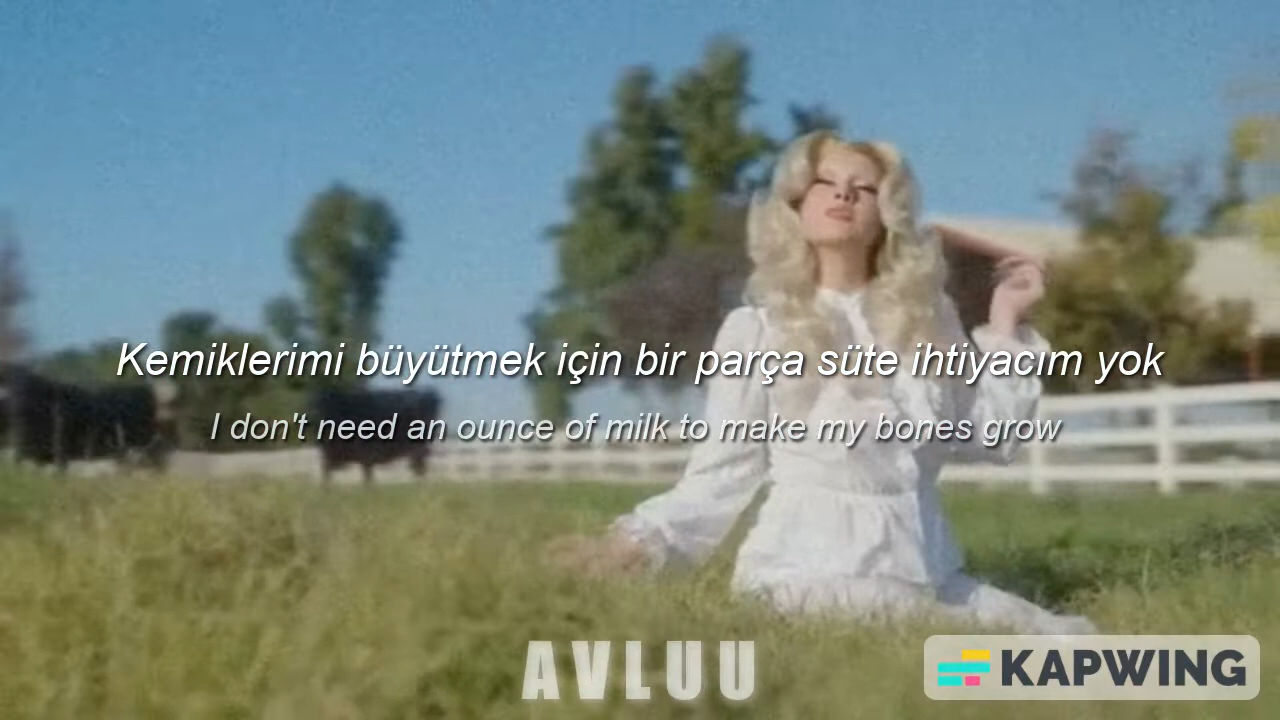 Kemiklerimi büyütmek için bir parça süte ihtiyacım yok
I don't need an ounce of milk to make my bones grow
AVLUU
KAPWING